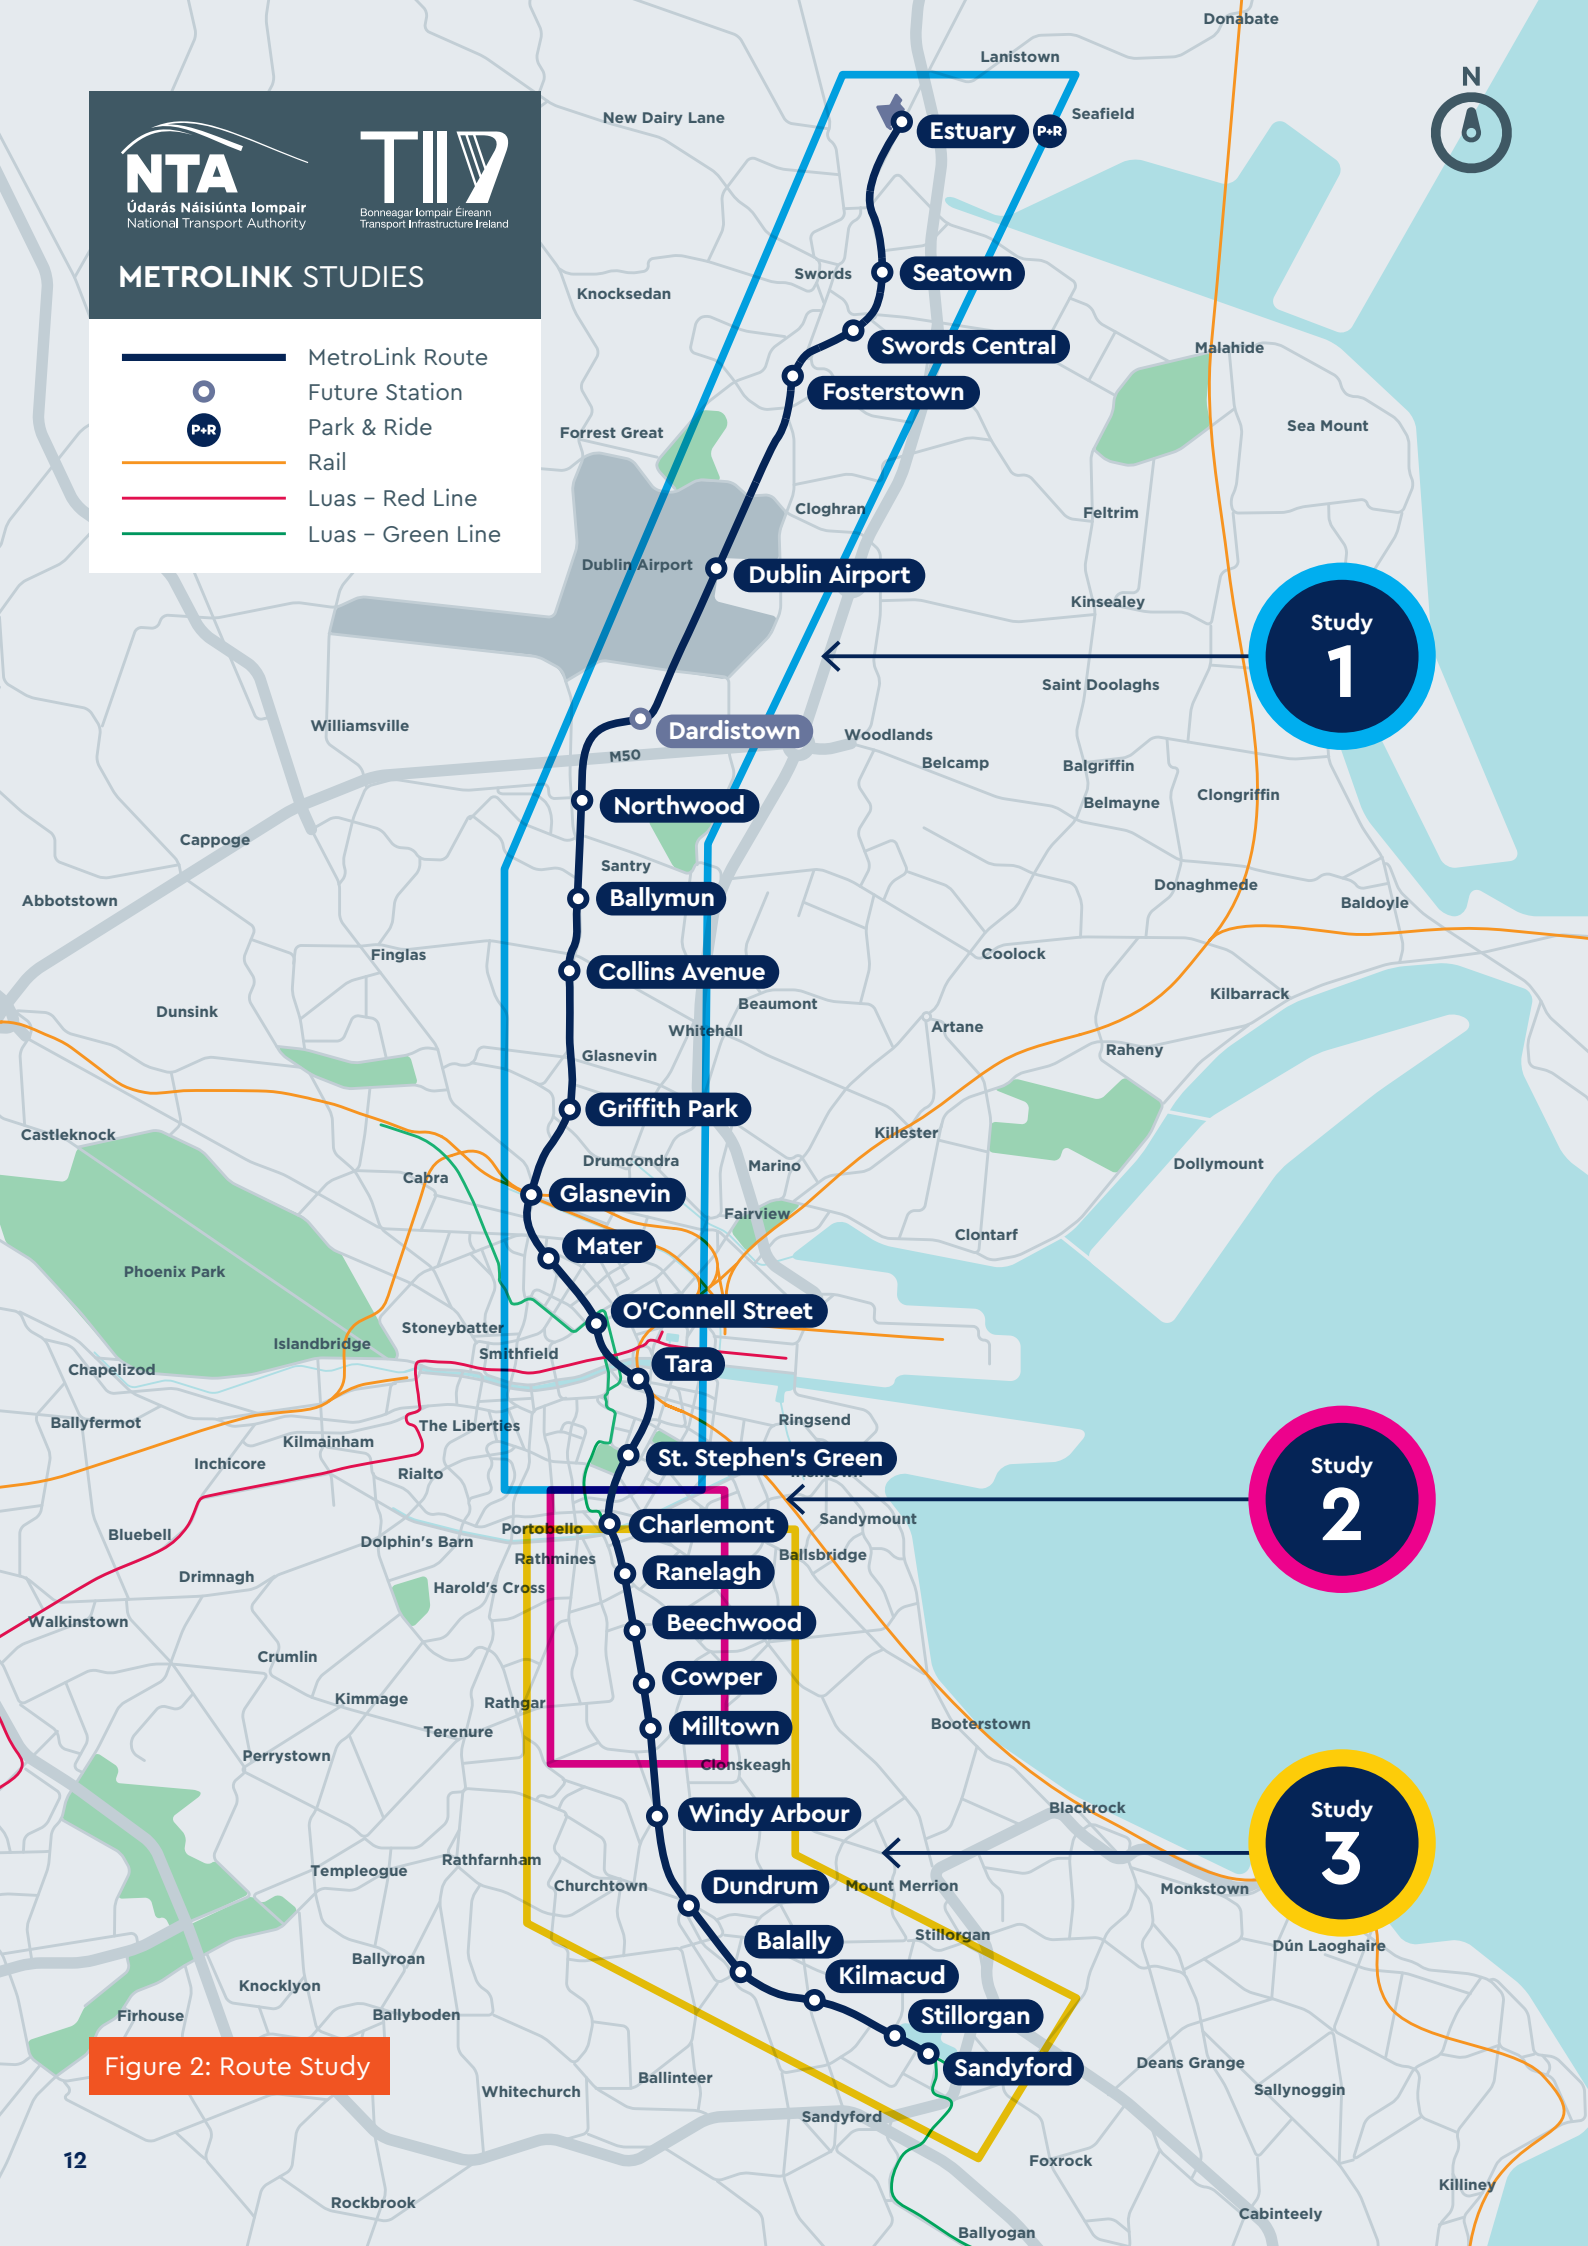 Donabate
Lanistown
N
New Dairy Lane
Seafield
Estuary
P+R
NTA
Údarás Náisiúnta Iompair
National Transport Authority
TII
Bonneagar Iompair Éireann
Transport Infrastructure Ireland
METROLINK STUDIES
MetroLink Route
Future Station
P+R
Park & Ride
Rail
Luas – Red Line
Luas – Green Line
Swords
Seatown
Knocksedan
Swords Central
Malahide
Fosterstown
Forrest Great
Sea Mount
Cloghran
Feltrim
Dublin Airport
Dublin Airport
Kinsealey
Study
1
Saint Doolaghs
Williamsville
Dardistown
Woodlands
M50
Belcamp
Balgriffin
Belmayne
Clongriffin
Northwood
Cappoge
Santry
Abbotstown
Ballymun
Donaghmede
Baldoyle
Finglas
Coolock
Collins Avenue
Kilbarrack
Dunsink
Beaumont
Whitehall
Artane
Glasnevin
Raheny
Griffith Park
Castleknock
Killester
Drumcondra
Marino
Dollymount
Cabra
Glasnevin
Fairview
Clontarf
Mater
Phoenix Park
O'Connell Street
Stoneybatter
Islandbridge
Smithfield
Tara
Chapelizod
Ballyfermot
The Liberties
Ringsend
Kilmainham
Inchicore
Rialto
St. Stephen's Green
Study
2
Portobello
Charlemont
Sandymount
Bluebell
Dolphin's Barn
Rathmines
Ballsbridge
Drimnagh
Ranelagh
Harold's Cross
Walkinstown
Beechwood
Crumlin
Cowper
Kimmage
Rathgar
Terenure
Milltown
Booterstown
Perrystown
Clonskeagh
Windy Arbour
Blackrock
Study
3
Rathfarnham
Templeogue
Churchtown
Dundrum
Mount Merrion
Monkstown
Balally
Stillorgan
Dún Laoghaire
Ballyroan
Kilmacud
Knocklyon
Firhouse
Ballyboden
Stillorgan
Figure 2: Route Study
Sandyford
Deans Grange
Ballinteer
Whitechurch
Sallynoggin
Sandyford
12
Foxrock
Killiney
Rockbrook
Cabinteely
Ballyogan